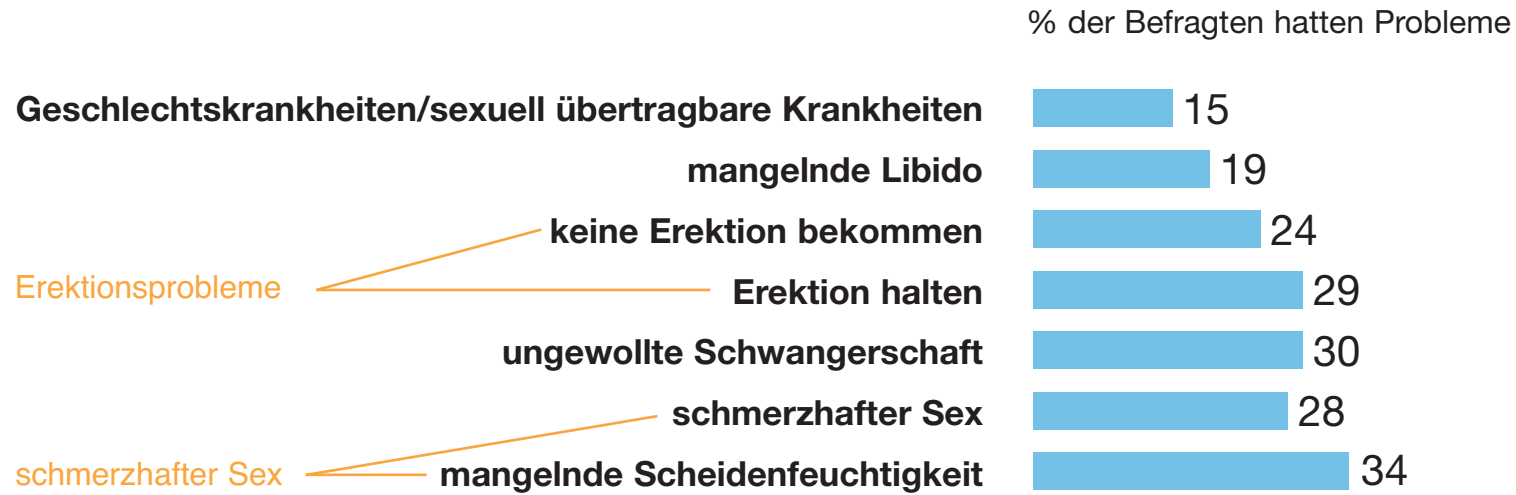 % der Befragten hatten Probleme
Geschlechtskrankheiten/sexuell übertragbare Krankheiten 15
mangelnde Libido 19
keine Erektion bekommen 24
Erektionsprobleme
Erektion halten 29
ungewollte Schwangerschaft 30
schmerzhafter Sex 28
schmerzhafter Sex
mangelnde Scheidenfeuchtigkeit 34